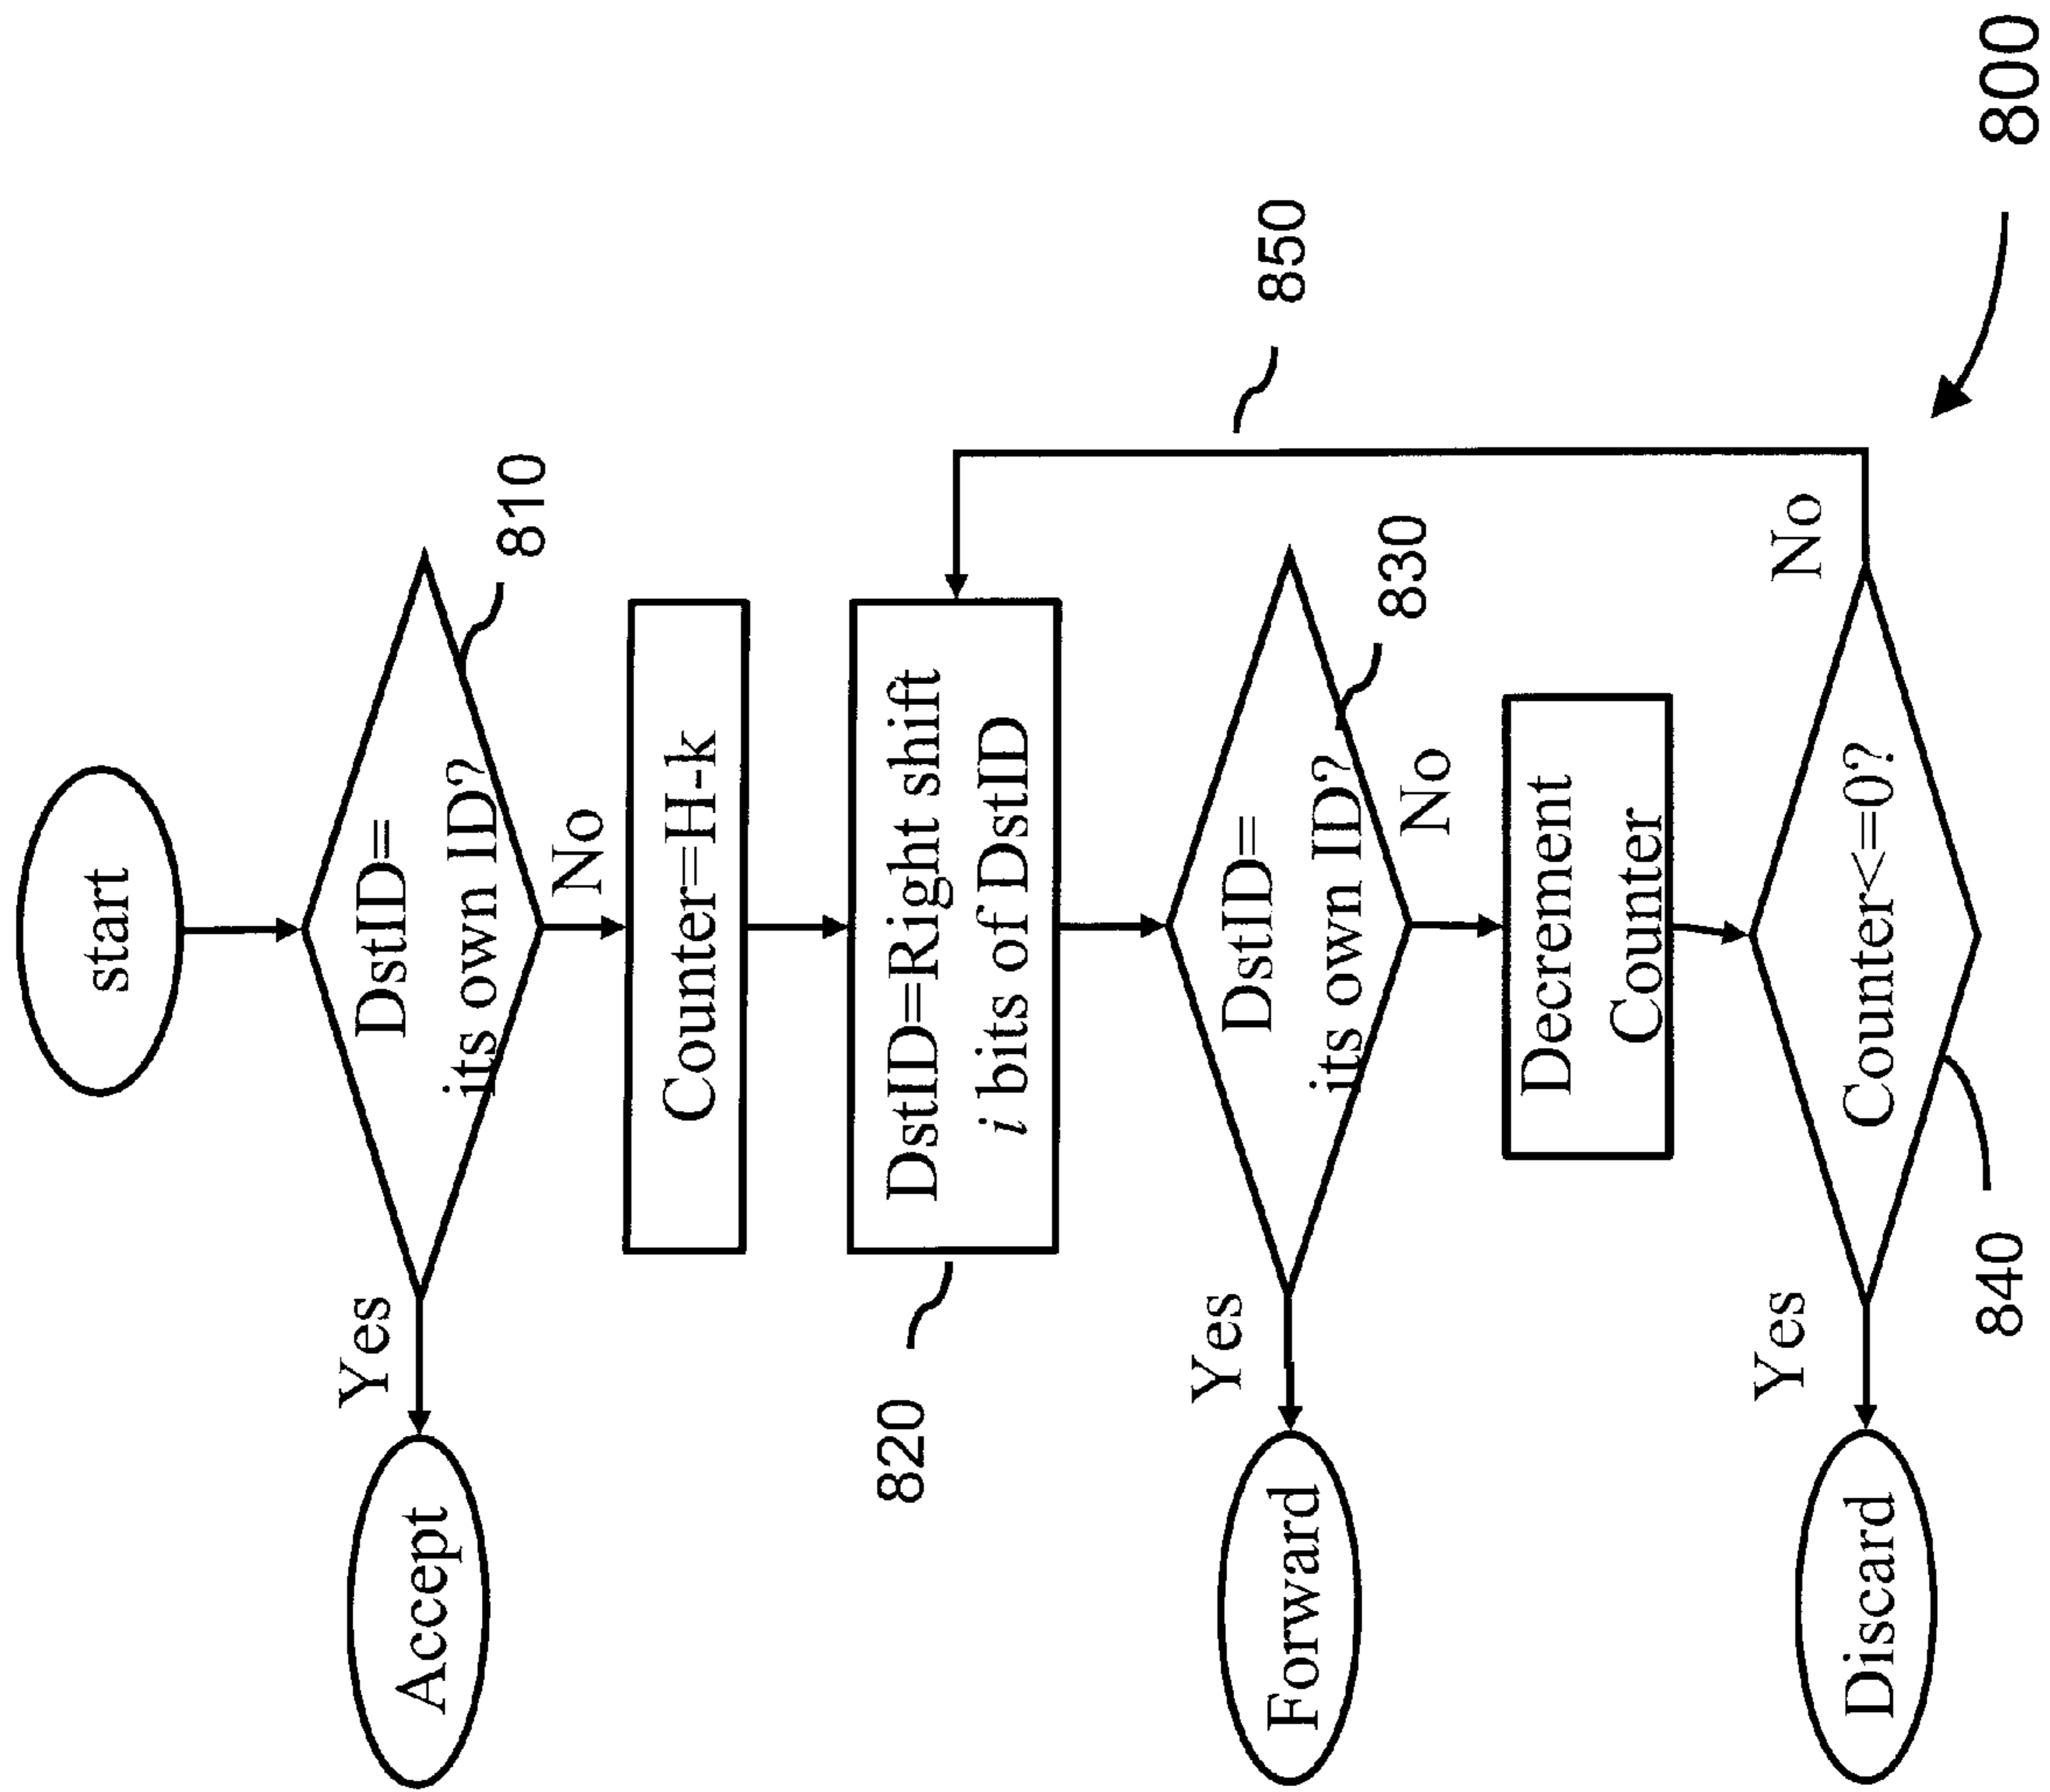 start
DstID=
its own ID?
810
Yes
Accept
No
Counter=H-k
820
DstID=Right shift
i bits of DstID
850
DstID=
its own ID?
830
Yes
Forward
No
Decrement
Counter
Counter<=0?
840
Yes
Discard
No
800